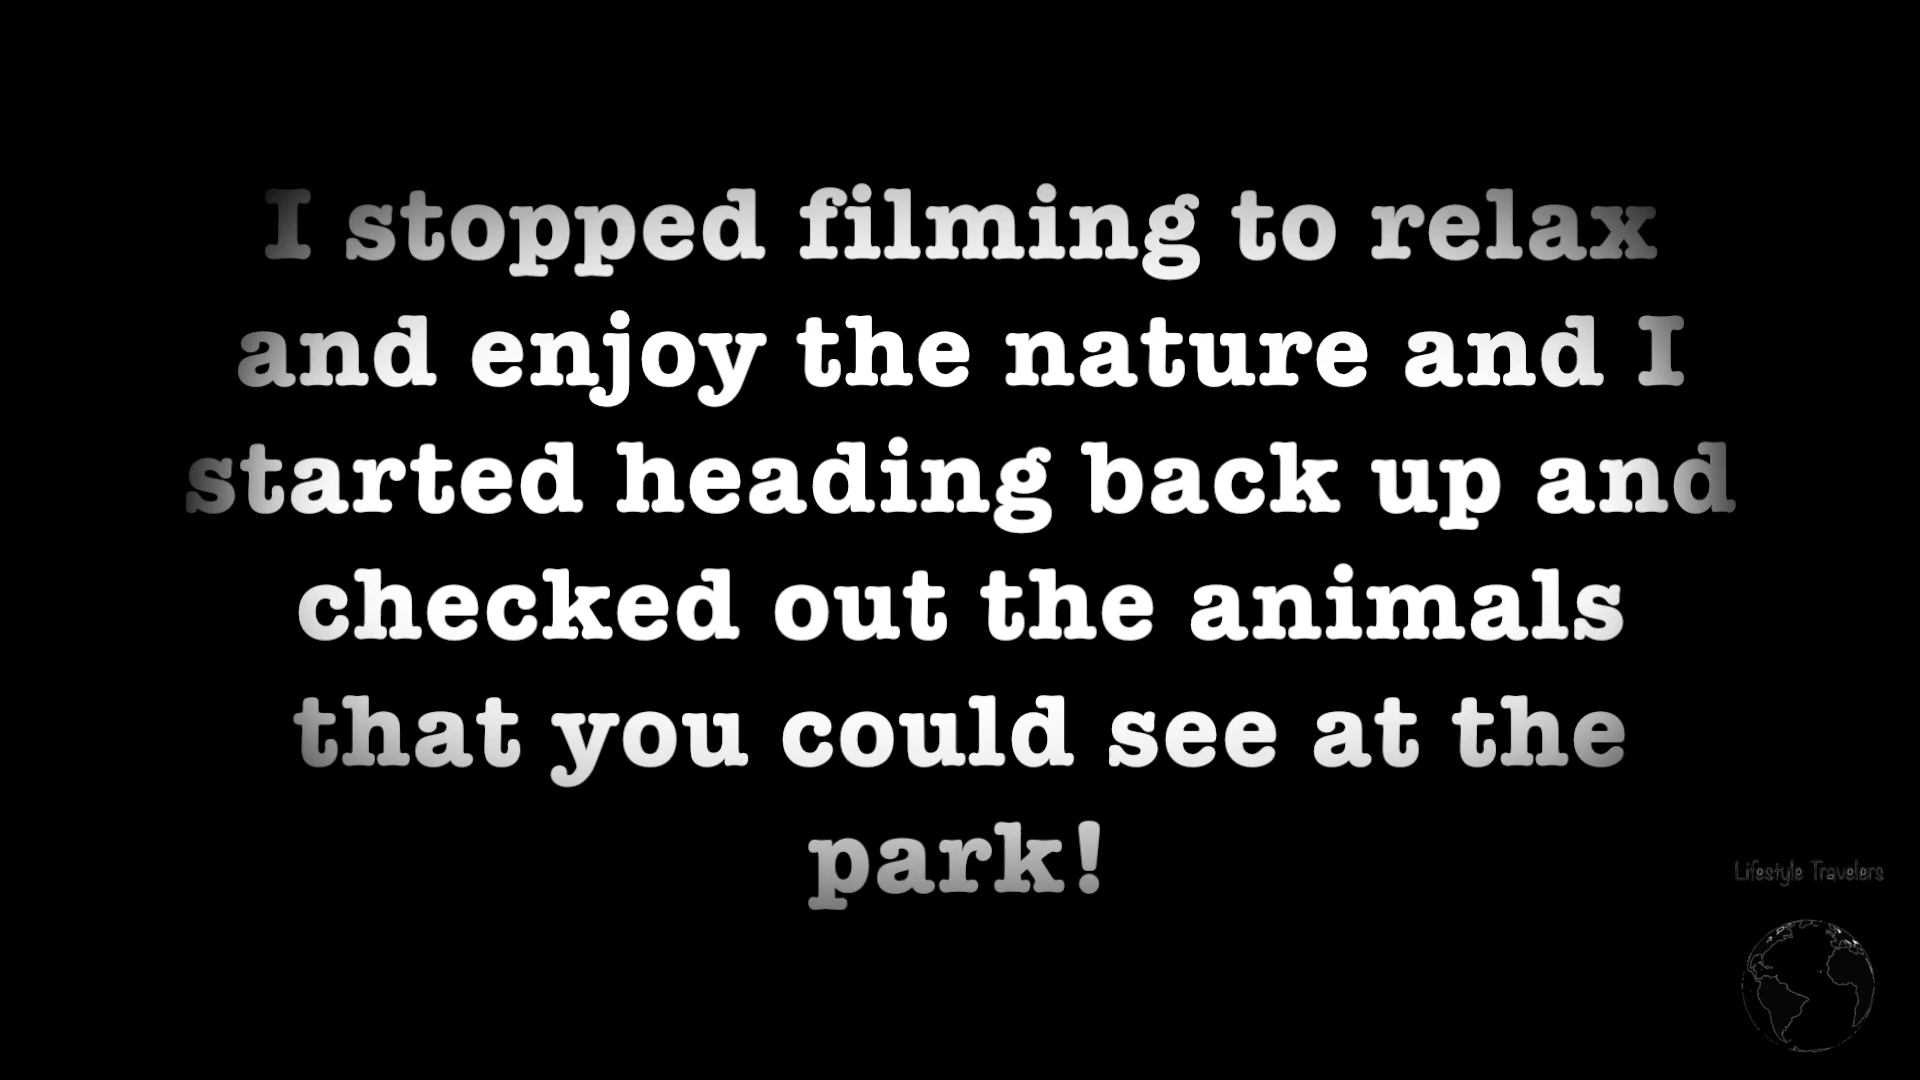 I stopped filming to relax
and enjoy the nature and I
started heading back up and
checked out the animals
that you could see at the
park!
Lifestyle Travelers